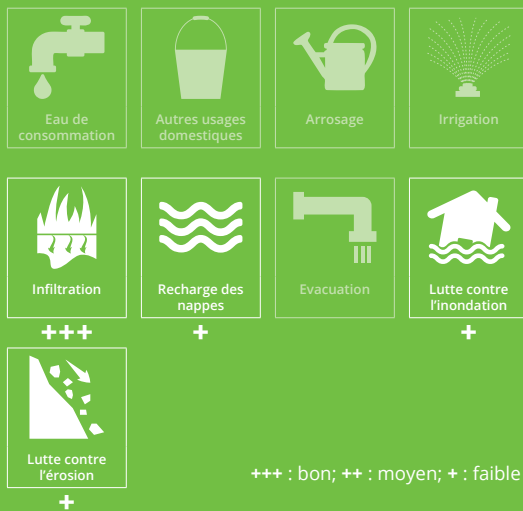 Eau de
consommation
Autres usages
domestiques
Arrosage
Irrigation
Infiltration
+++
Recharge des
nappes
+
Evacuation
Lutte contre
l'inondation
+
Lutte contre
l'érosion
+
+++ : bon; ++ : moyen; + : faible